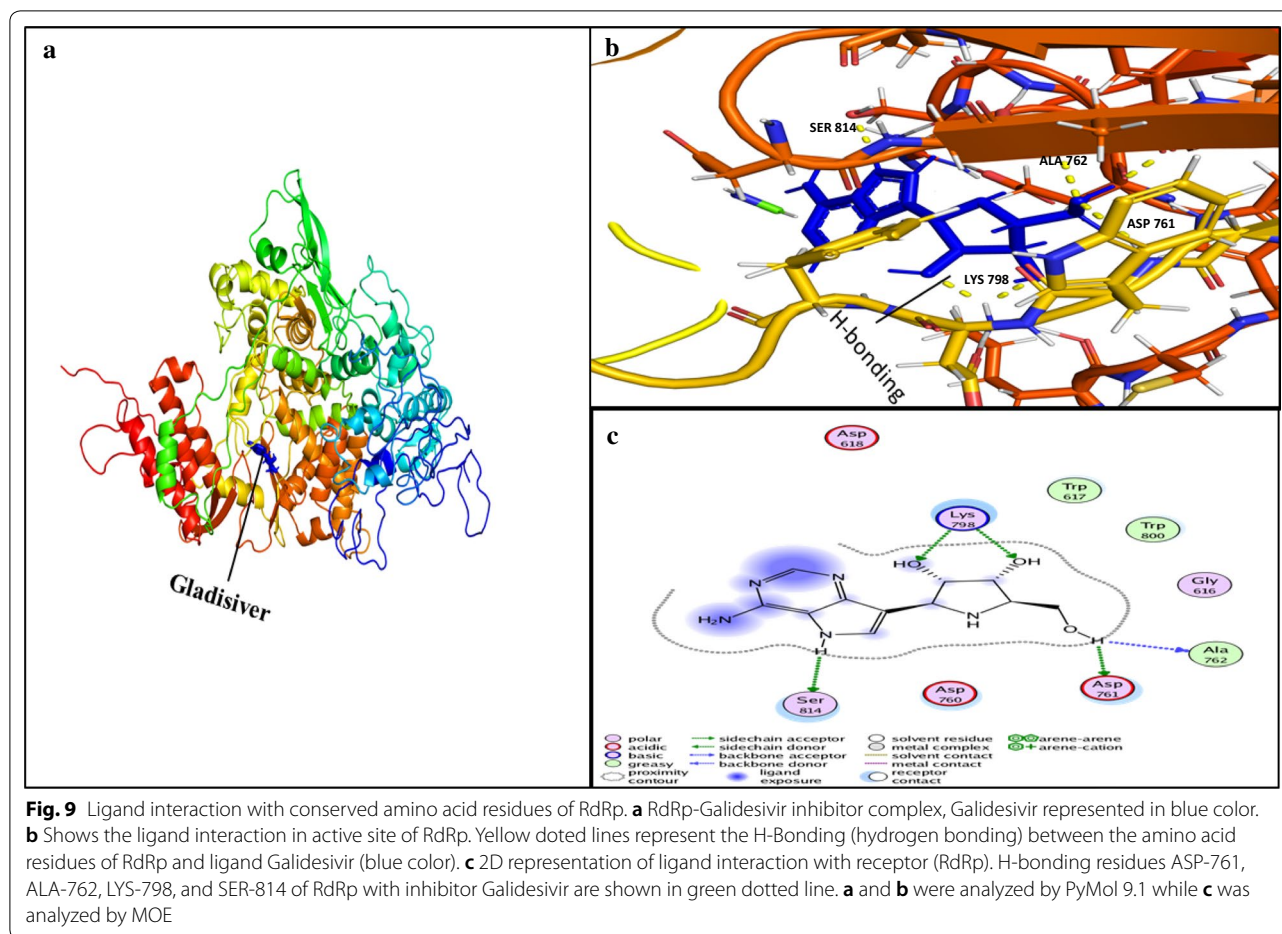 a
Gladisiver
b
SER 814
ALA 762
ASP 761
LYS 798
H-bonding
c
Asp
618
Trp
617
Lys
798
Trp
800
HO
OH
Gly
616
N
N
H₂N
N
H
N
H
O
H
Ala
762
Ser
814
Asp
760
Asp
761
polar
acidic
basic
greasy
proximity
contour
sidechain acceptor
sidechain donor
backbone acceptor
backbone donor
ligand
exposure
solvent residue
metal complex
solvent contact
metal contact
receptor
contact
arene-arene
arene-cation
Fig. 9 Ligand interaction with conserved amino acid residues of RdRp. a RdRp-Galidesivir inhibitor complex, Galidesivir represented in blue color.
b Shows the ligand interaction in active site of RdRp. Yellow doted lines represent the H-Bonding (hydrogen bonding) between the amino acid
residues of RdRp and ligand Galidesivir (blue color). c 2D representation of ligand interaction with receptor (RdRp). H-bonding residues ASP-761,
ALA-762, LYS-798, and SER-814 of RdRp with inhibitor Galidesivir are shown in green dotted line. a and b were analyzed by PyMol 9.1 while c was
analyzed by MOE